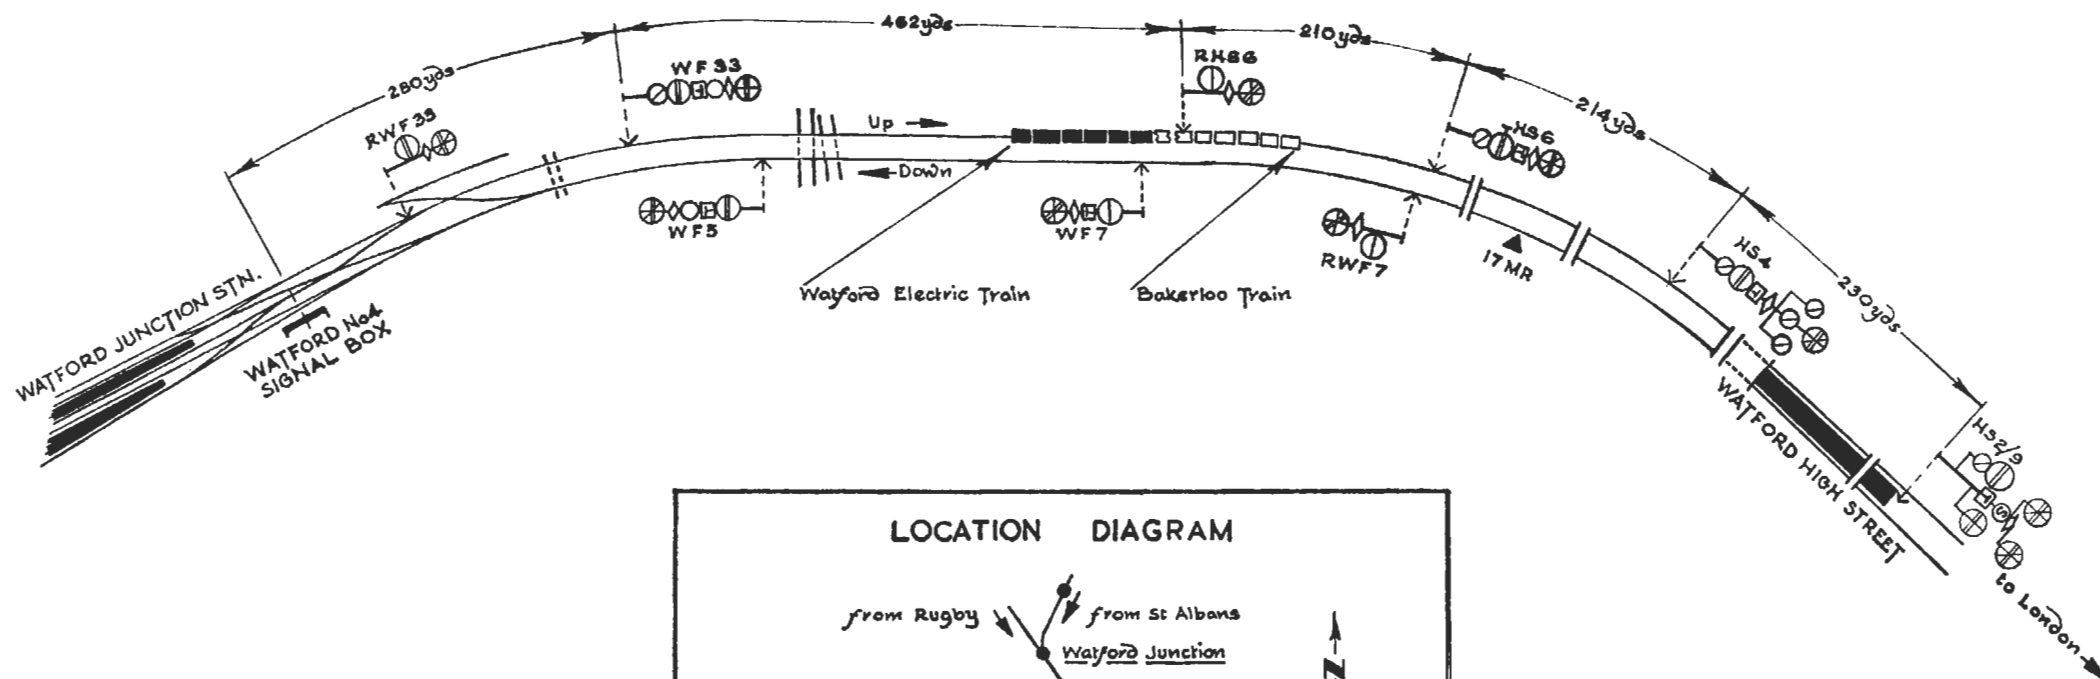 280yds
462yds
210yds
214yds
230yds
RWF33
WF33
RHS6
HS6
HS4
HS2/9
Up
Down
WF5
WF7
RWF7
17MR
Watford Electric Train
Bakerloo Train
WATFORD JUNCTION STN.
WATFORD No4
SIGNAL BOX
WATFORD HIGH STREET
to London
LOCATION DIAGRAM
from Rugby
from St Albans
Watford Junction
N